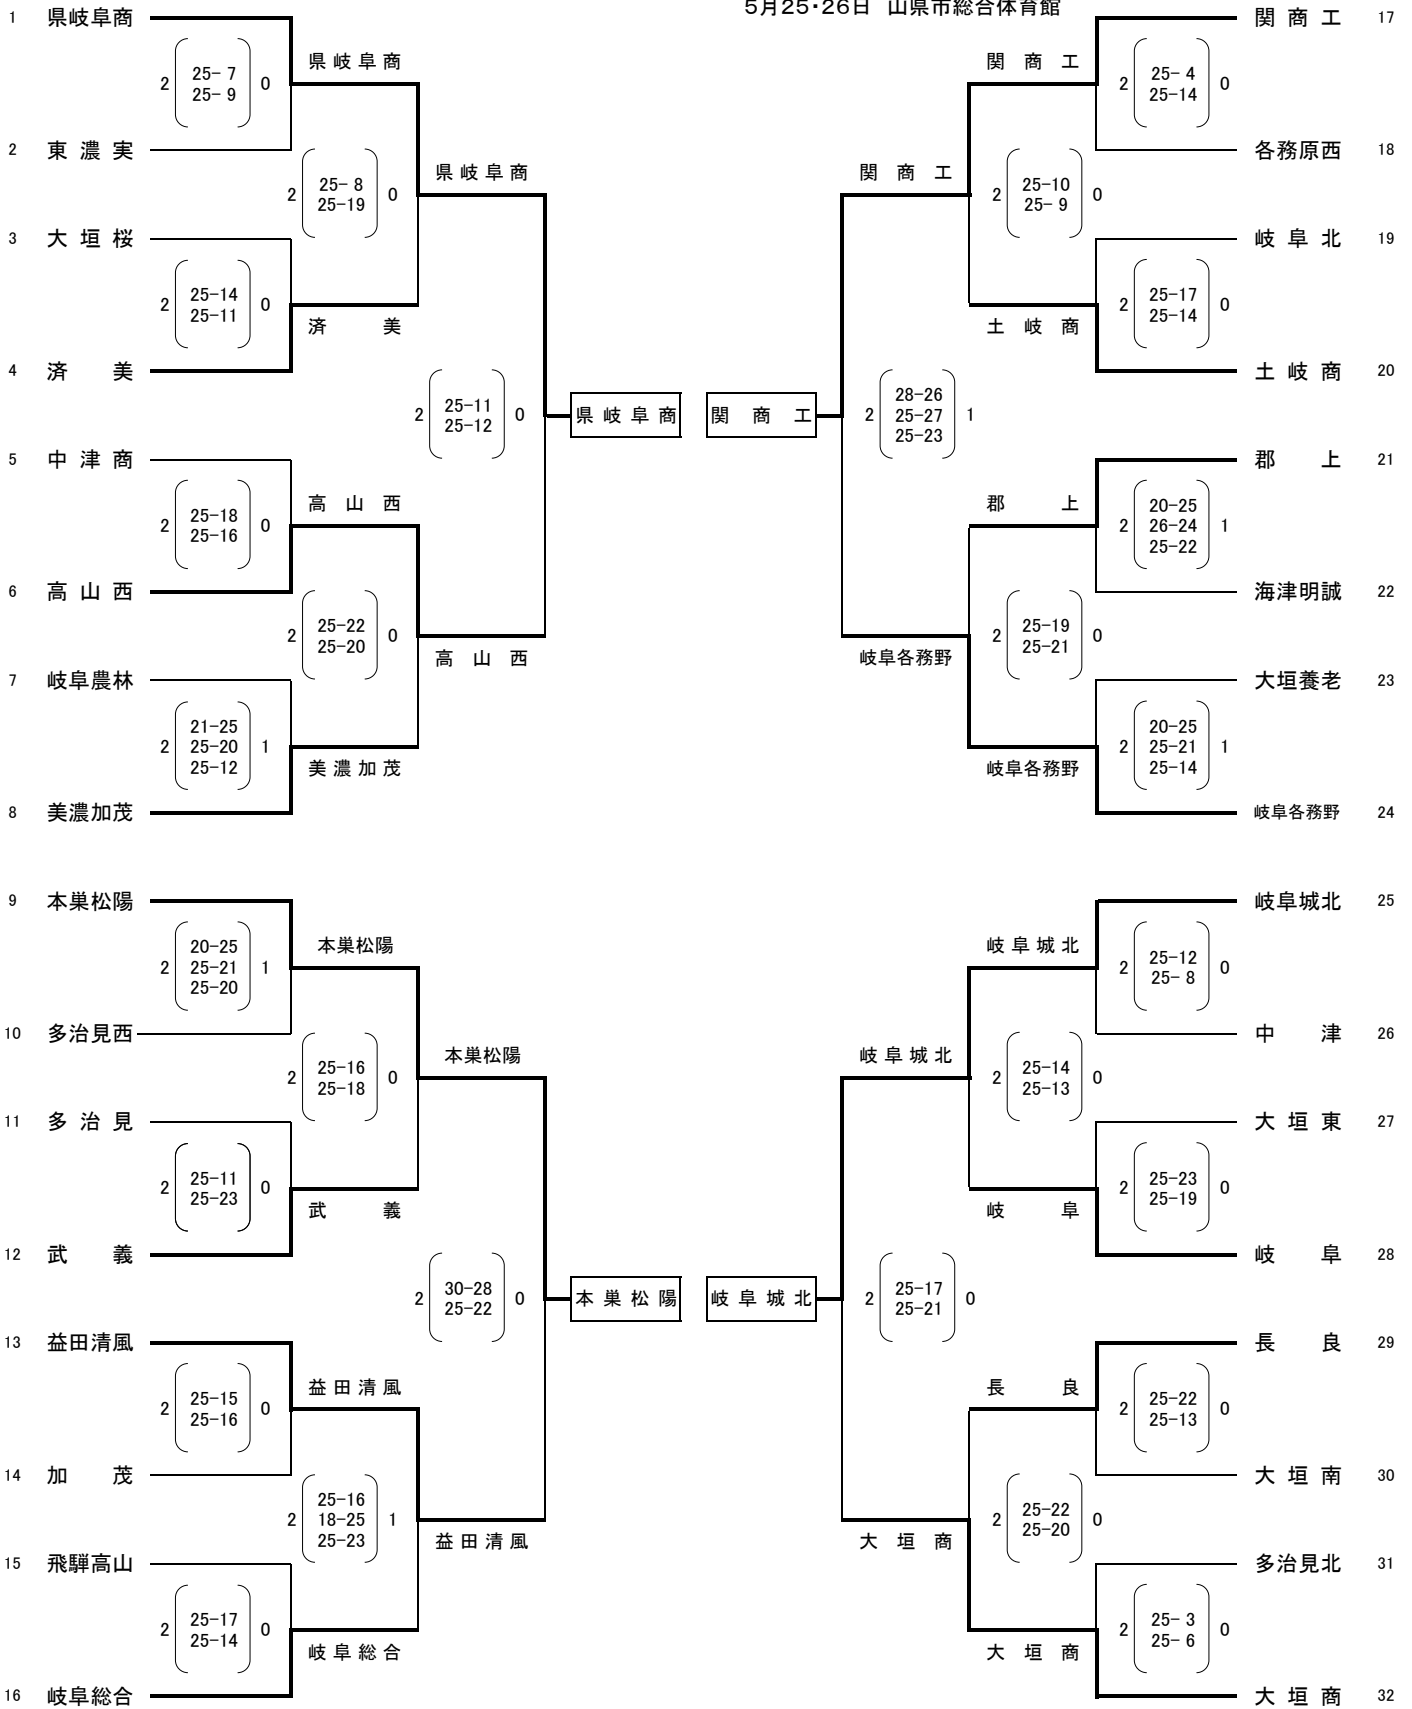 5月25・26日 山県市総合体育館
1 県岐阜商
県岐阜商
2 25- 7 0
25- 9
2 東濃実
県岐阜商
2 25- 8 0
25-19
3 大垣桜
2 25-14 0
25-11
済美
4 済美
2 25-11 0
25-12
県岐阜商
5 中津商
高山西
2 25-18 0
25-16
6 高山西
2 25-22 0
25-20
高山西
7 岐阜農林
21-25
2 25-20 1
25-12
美濃加茂
8 美濃加茂
9 本巣松陽
本巣松陽
20-25
2 25-21 1
25-20
10 多治見西
本巣松陽
2 25-16 0
25-18
11 多治見
2 25-11 0
25-23
武義
12 武義
2 30-28 0
25-22
本巣松陽
13 益田清風
益田清風
2 25-15 0
25-16
14 加茂
25-16
2 18-25 1
25-23
益田清風
15 飛騨高山
2 25-17 0
25-14
岐阜総合
16 岐阜総合
関商工 17
関商工
2 25- 4 0
25-14
各務原西 18
関商工
2 25-10 0
25- 9
岐阜北 19
2 25-17 0
25-14
土岐商
土岐商 20
28-26
2 25-27 1
25-23
関商工
郡上 21
郡上
20-25
2 26-24 1
25-22
海津明誠 22
2 25-19 0
25-21
岐阜各務野
大垣養老 23
20-25
2 25-21 1
25-14
岐阜各務野
岐阜各務野 24
岐阜城北 25
岐阜城北
2 25-12 0
25- 8
中津 26
岐阜城北
2 25-14 0
25-13
大垣東 27
2 25-23 0
25-19
岐阜
岐阜 28
2 25-17 0
25-21
岐阜城北
長良 29
長良
2 25-22 0
25-13
大垣南 30
2 25-22 0
25-20
大垣商
多治見北 31
2 25- 3 0
25- 6
大垣商
大垣商 32